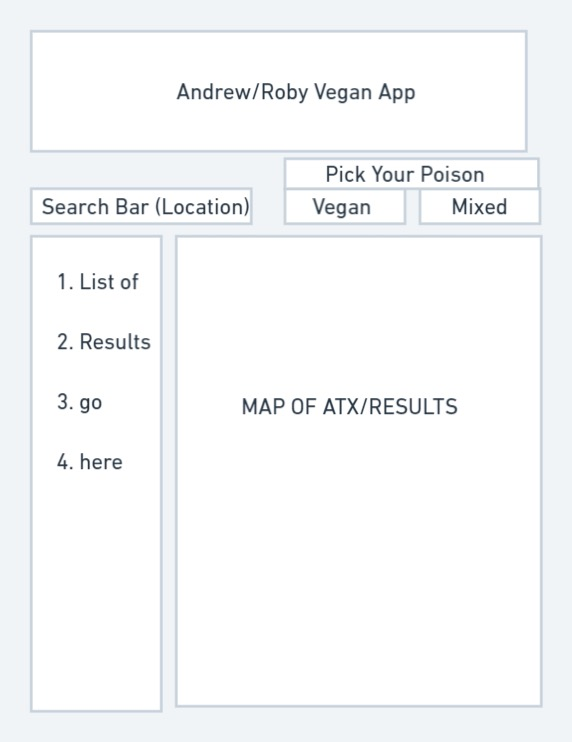 Andrew/Roby Vegan App
Pick Your Poison
Search Bar (Location)
Vegan
Mixed
1. List of
2. Results
3. go
4. here
MAP OF ATX/RESULTS